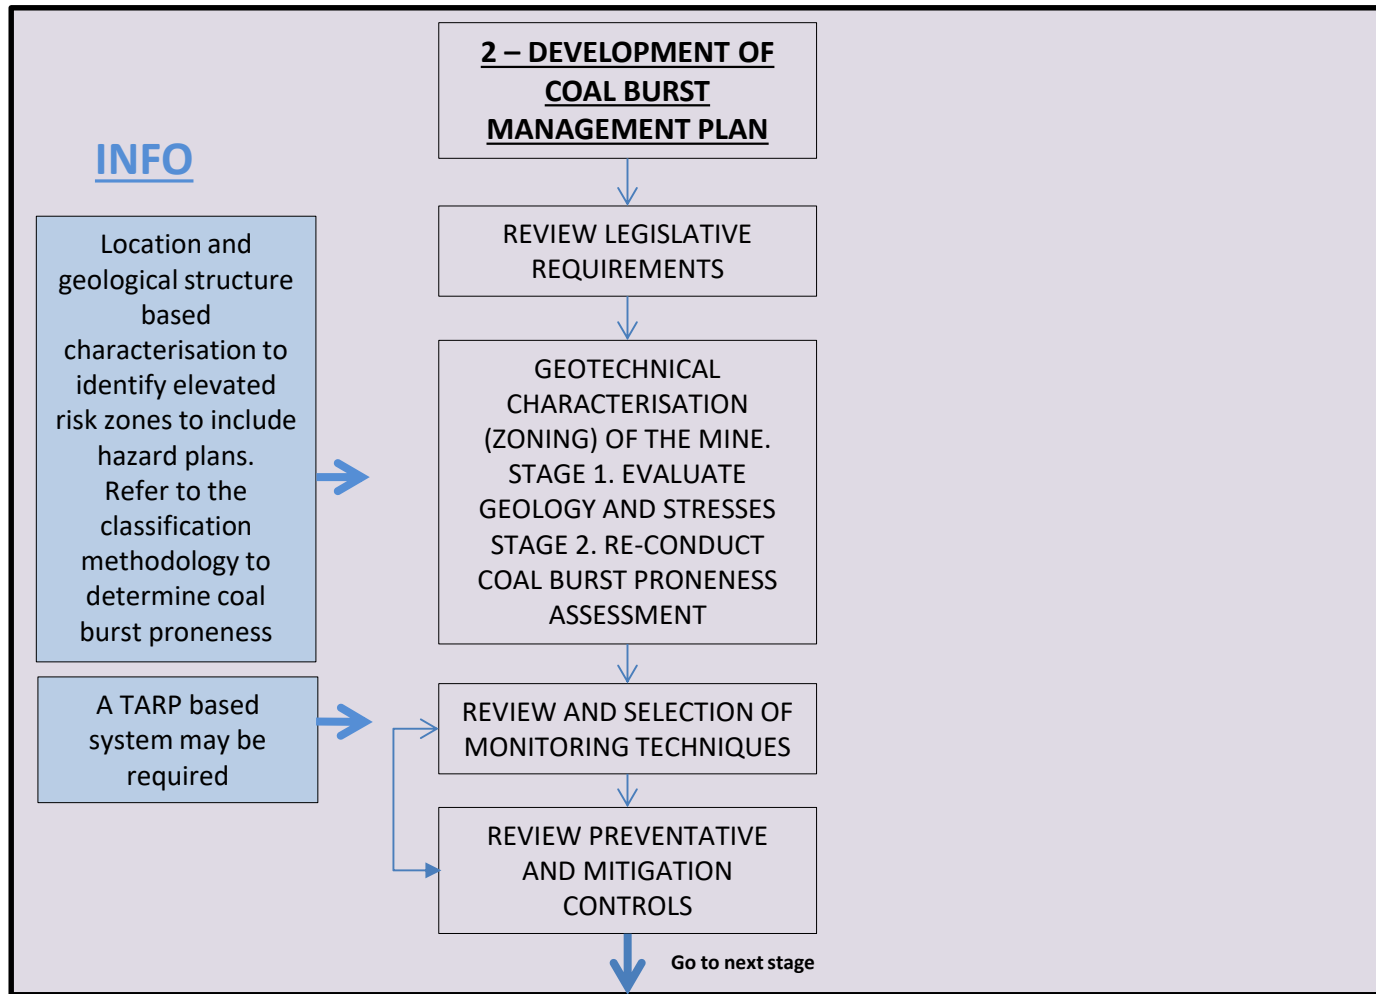 2 – DEVELOPMENT OF
COAL BURST
MANAGEMENT PLAN
INFO
REVIEW LEGISLATIVE
REQUIREMENTS
Location and
geological structure
based
characterisation to
identify elevated
risk zones to include
hazard plans.
Refer to the
classification
methodology to
determine coal
burst proneness
GEOTECHNICAL
CHARACTERISATION
(ZONING) OF THE MINE.
STAGE 1. EVALUATE
GEOLOGY AND STRESSES
STAGE 2. RE-CONDUCT
COAL BURST PRONENESS
ASSESSMENT
A TARP based
system may be
required
REVIEW AND SELECTION OF
MONITORING TECHNIQUES
REVIEW PREVENTATIVE
AND MITIGATION
CONTROLS
Go to next stage